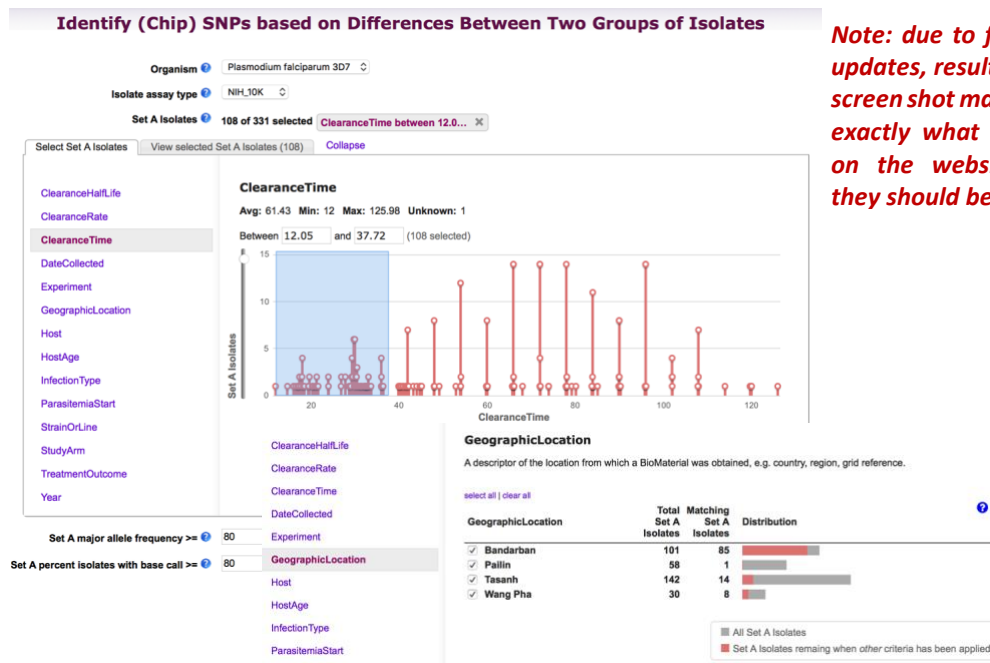 Identify (Chip) SNPs based on Differences Between Two Groups of Isolates
Note: due to f
updates, result
screen shot ma
exactly what
on the webs
they should be
Organism ? Plasmodium falciparum 3D7
Isolate assay type ? NIH_10K
Set A Isolates ? 108 of 331 selected ClearanceTime between 12.0... ×
Select Set A Isolates View selected Set A Isolates (108) Collapse
ClearanceHalfLife
ClearanceRate
ClearanceTime
DateCollected
Experiment
GeographicLocation
Host
HostAge
InfectionType
ParasitemiaStart
StrainOrLine
StudyArm
TreatmentOutcome
Year
ClearanceTime
Avg: 61.43 Min: 12 Max: 125.98 Unknown: 1
Between 12.05 and 37.72 (108 selected)
15
10
5
0
Set A Isolates
20 40 60 80 100 120
ClearanceTime
Set A major allele frequency >= ? 80
Set A percent isolates with base call >= ? 80
ClearanceHalfLife
ClearanceRate
ClearanceTime
DateCollected
Experiment
GeographicLocation
Host
HostAge
InfectionType
ParasitemiaStart
GeographicLocation
A descriptor of the location from which a BioMaterial was obtained, e.g. country, region, grid reference.
select all | clear all
?
GeographicLocation Total Set A Isolates Matching Set A Isolates Distribution
Bandarban 101 85
Pailin 58 1
Tasanh 142 14
Wang Pha 30 8
All Set A Isolates
Set A Isolates remaing when other criteria has been applied